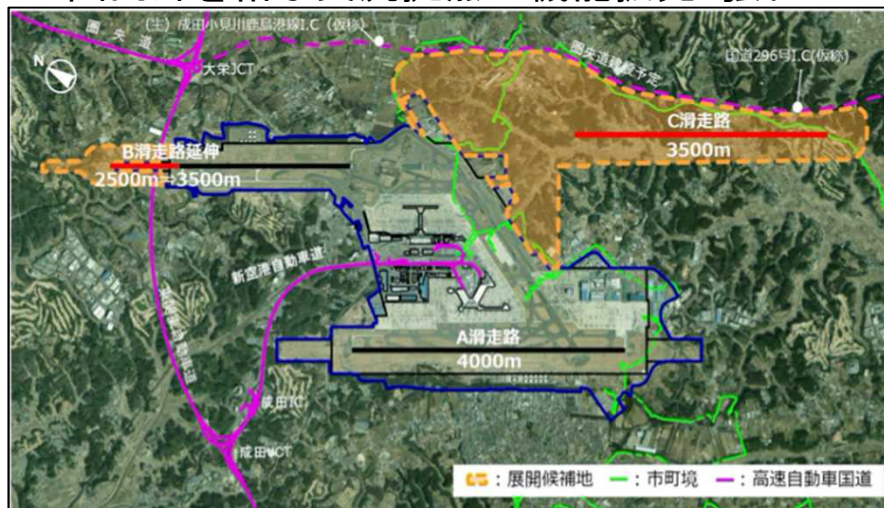 (主)成田小見川鹿島港線I.C(仮称)
圏央道
大栄JCT
N
圏央道建設予定
国道296号I.C(仮称)
C滑走路
3500m
B滑走路延伸
2500m⇒3500m
新空港自動車道
A滑走路
4000m
成田IC
成田JCT
:展開候補地
:市町境
:高速自動車国道